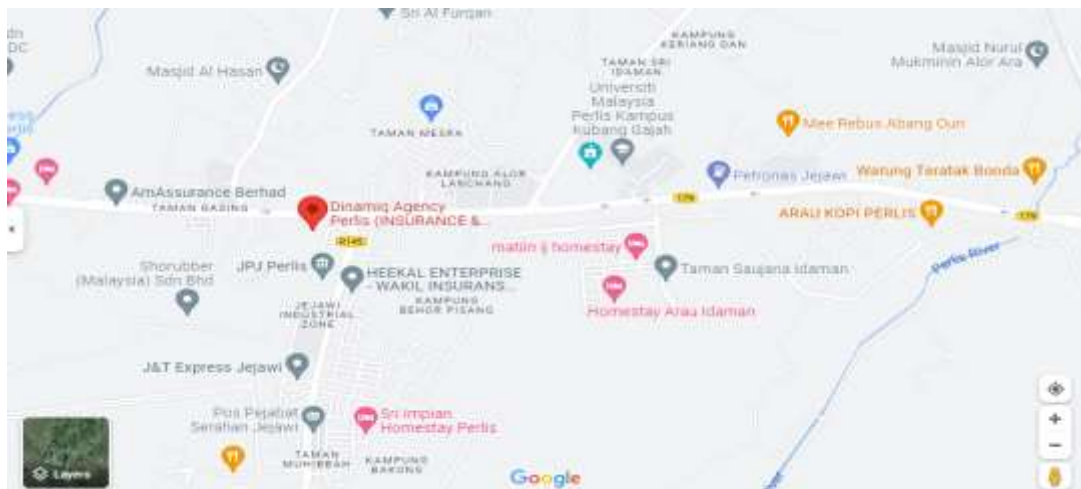 Sri Al Furqan
KAMPUNG
KERIANG DAN
Masjid Nurul
Mukminin Alor Ara
DC
Masjid Al Hasan
TAMAN SRI
IDAMAN
Universiti
Malaysia
Perlis Kampus
Kubang Gajah
TAMAN MESRA
Mee Rebus Abang Oun
KAMPUNG ALOR
LANCHANG
Petronas Jejawi
Warung Teratak Bonda
AmAssurance Berhad
TAMAN GADING
Dinamiq Agency
Perlis (INSURANCE &...
176
ARAU KOPI PERLIS
176
R145
matiin ij homestay
Perlis River
JPJ Perlis
HEEKAL ENTERPRISE
- WAKIL INSURANS...
Taman Saujana Idaman
Shorubber
(Malaysia) Sdn Bhd
KAMPUNG
BEHOR PISANG
JEJAWI
INDUSTRIAL
ZONE
Homestay Arau Idaman
J&T Express Jejawi
Pos Pejabat
Serahan Jejawi
Sri Impian
Homestay Perlis
TAMAN
MUHIBBAH
KAMPUNG
BAKONG
Layers
Google